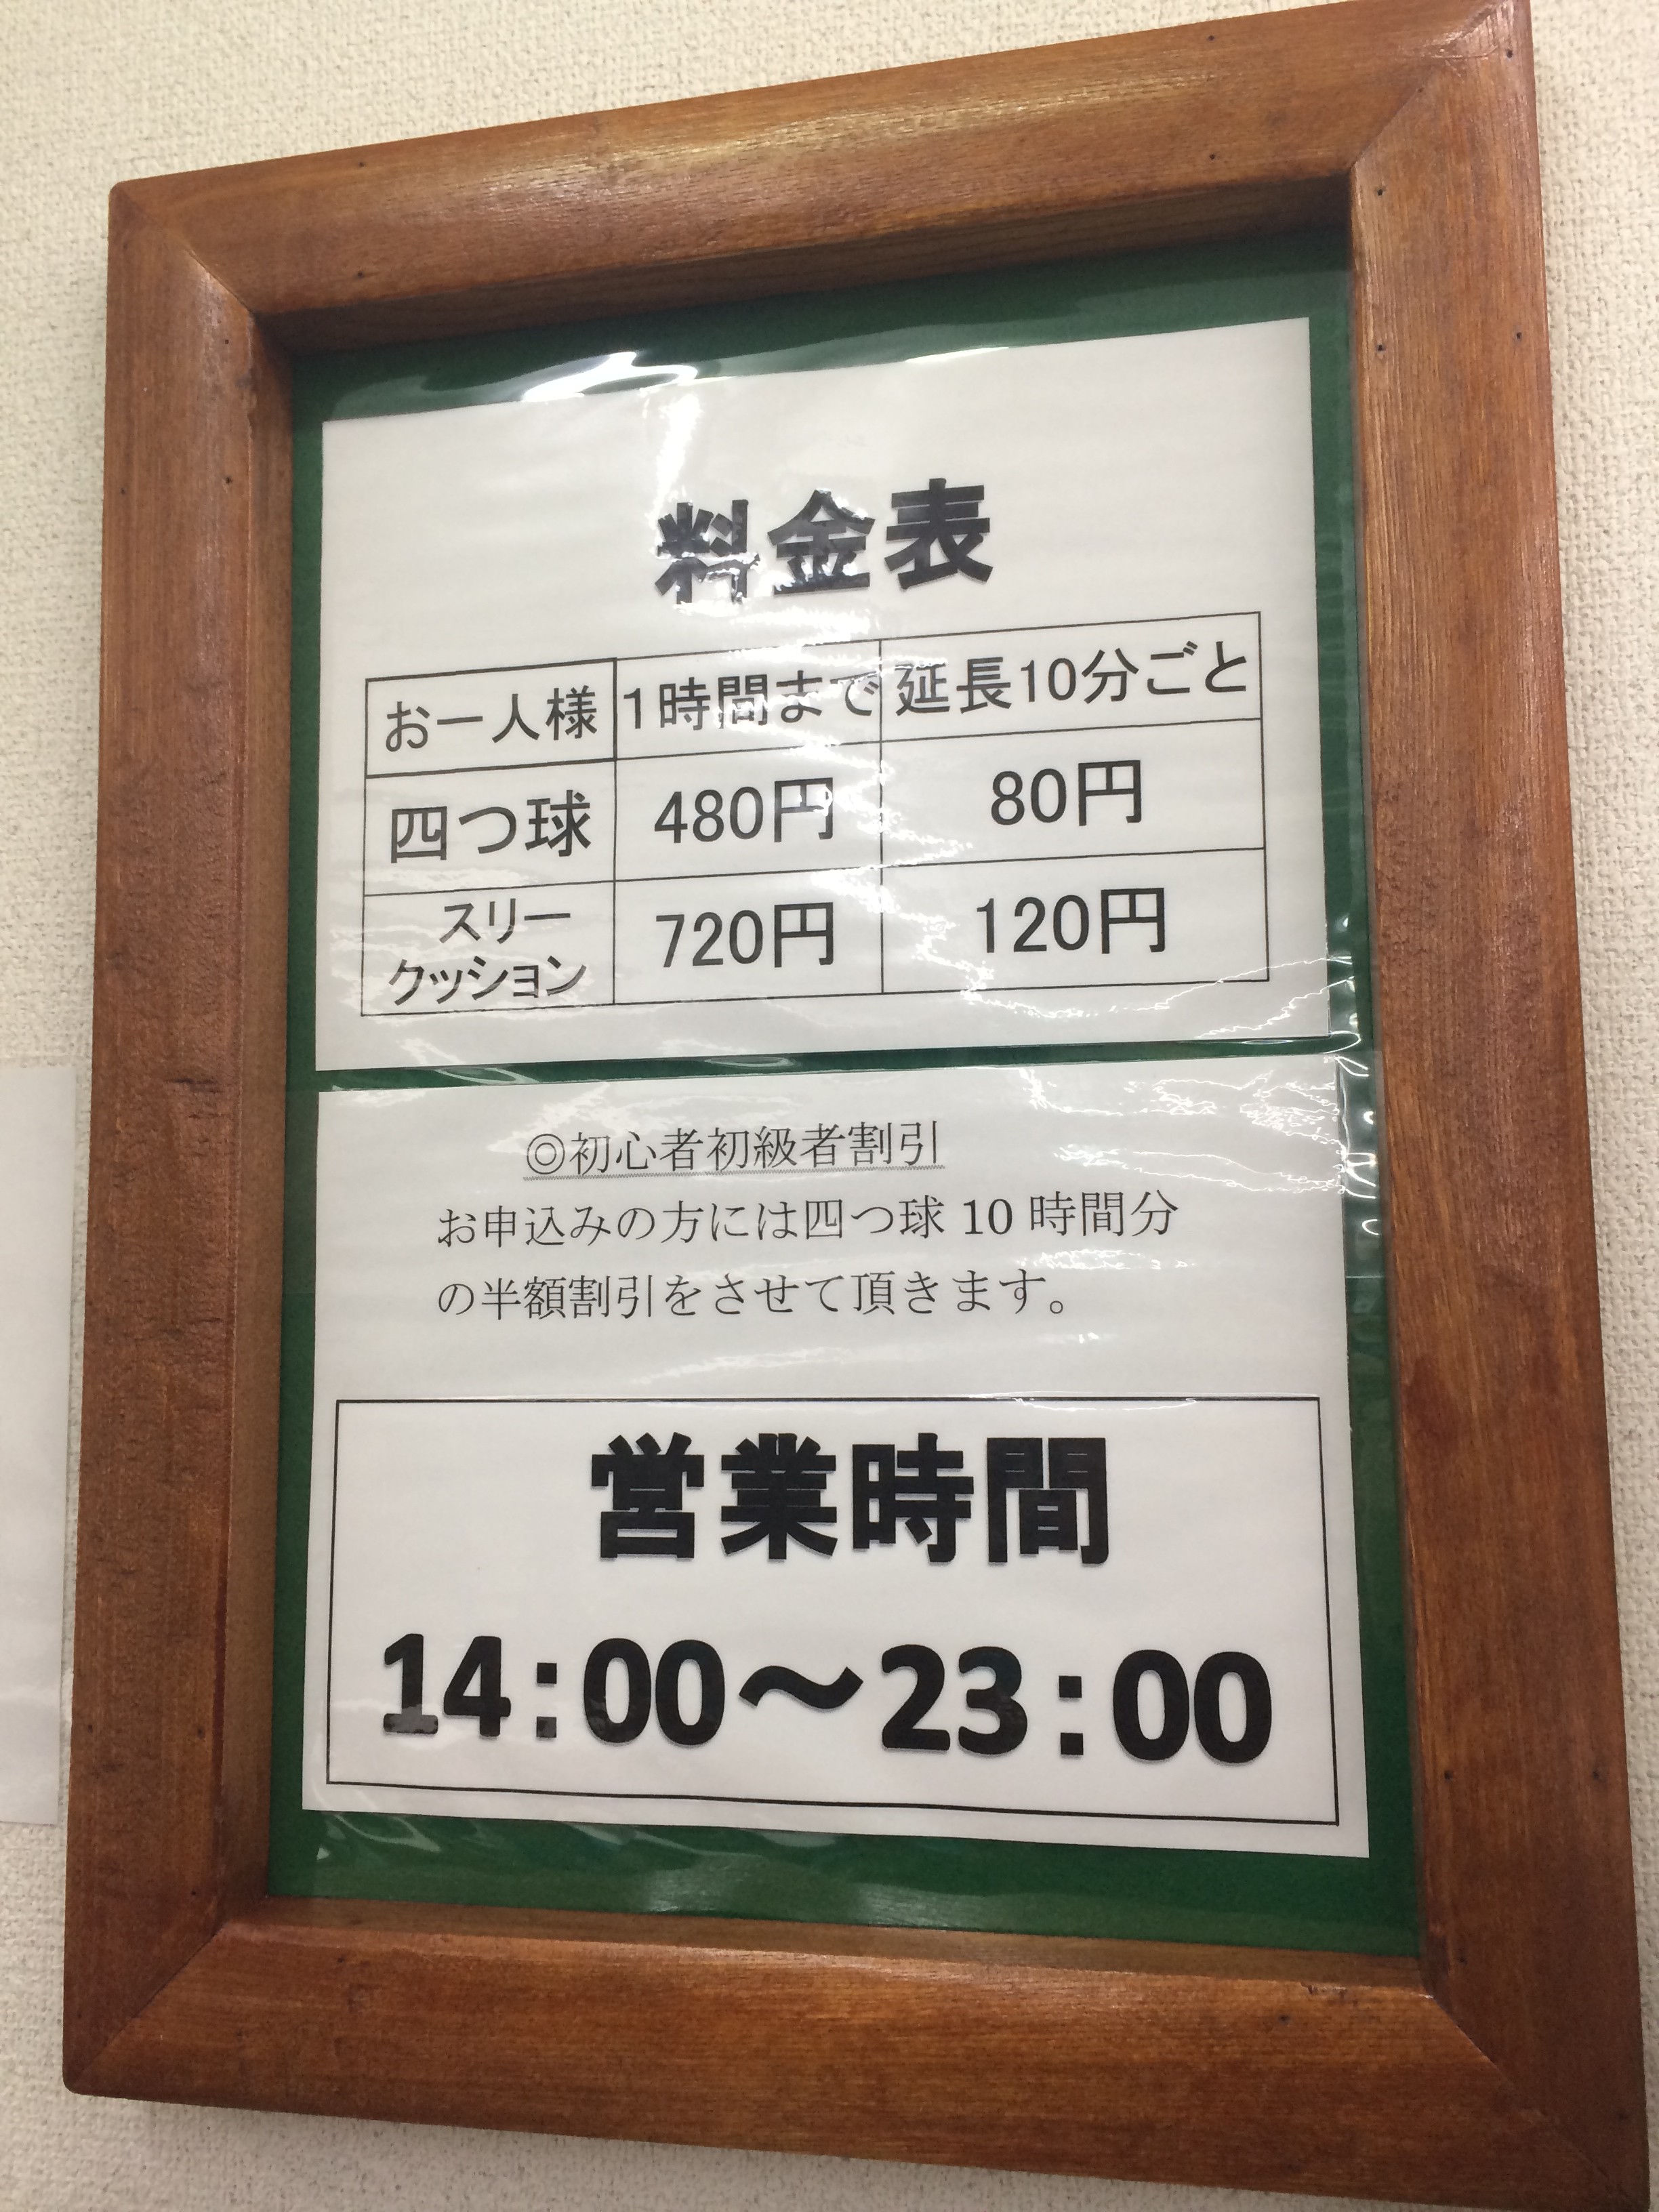 料金表
お一人様 1時間まで 延長10分ごと
四つ球 480円 80円
スリー
クッション 720円 120円
◎初心者初級者割引
お申込みの方には四つ球 10 時間分
の半額割引をさせて頂きます。
営業時間
14:00～23:00